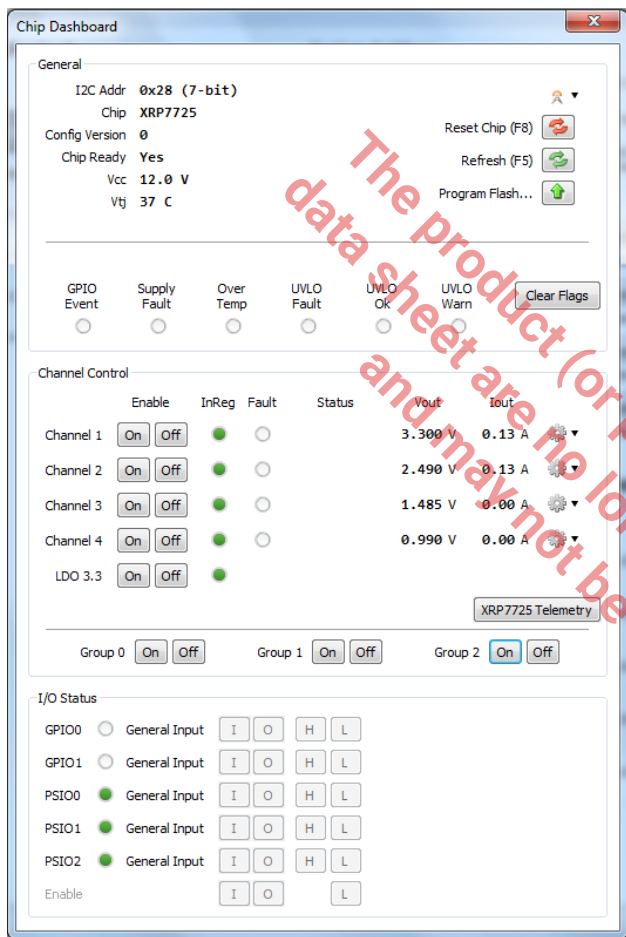 Chip Dashboard
General
I2C Addr 0x28 (7-bit)
Chip XRP7725
Config Version 0
Chip Ready Yes
Vcc 12.0 V
Vtj 37 C
Reset Chip (F8)
Refresh (F5)
Program Flash...
GPIO Event
Supply Fault
Over Temp
UVLO Fault
UVLO Ok
UVLO Warn
Clear Flags
Channel Control
Enable InReg Fault Status Vout Iout
Channel 1 On Off 3.300 V 0.13 A
Channel 2 On Off 2.490 V 0.13 A
Channel 3 On Off 1.485 V 0.00 A
Channel 4 On Off 0.990 V 0.00 A
LDO 3.3 On Off
XRP7725 Telemetry
Group 0 On Off Group 1 On Off Group 2 On Off
I/O Status
GPIO0 General Input I O H L
GPIO1 General Input I O H L
PSIO0 General Input I O H L
PSIO1 General Input I O H L
PSIO2 General Input I O H L
Enable I O L
The product (or
data sheet are no lo
and may not be